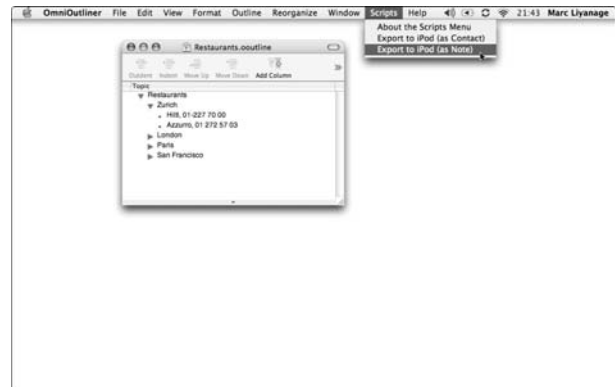 OmniOutliner File Edit View Format Outline Reorganize Window Scripts Help 21:43 Marc Liyanage
About the Scripts Menu
Export to iPod (as Contact)
Export to iPod (as Note)
Restaurants.ooutline
Outdent Indent Move Up Move Down Add Column
Topic
Restaurants
Zurich
Hiltl, 01-227 70 00
Azzurro, 01 272 57 03
London
Paris
San Francisco